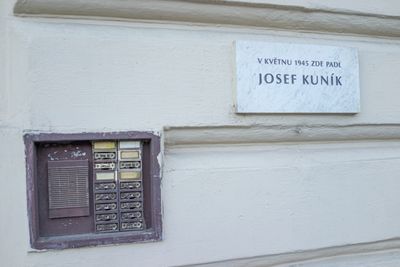 V KVĚTNU 1945 ZDE PADL
JOSEF KUNÍK